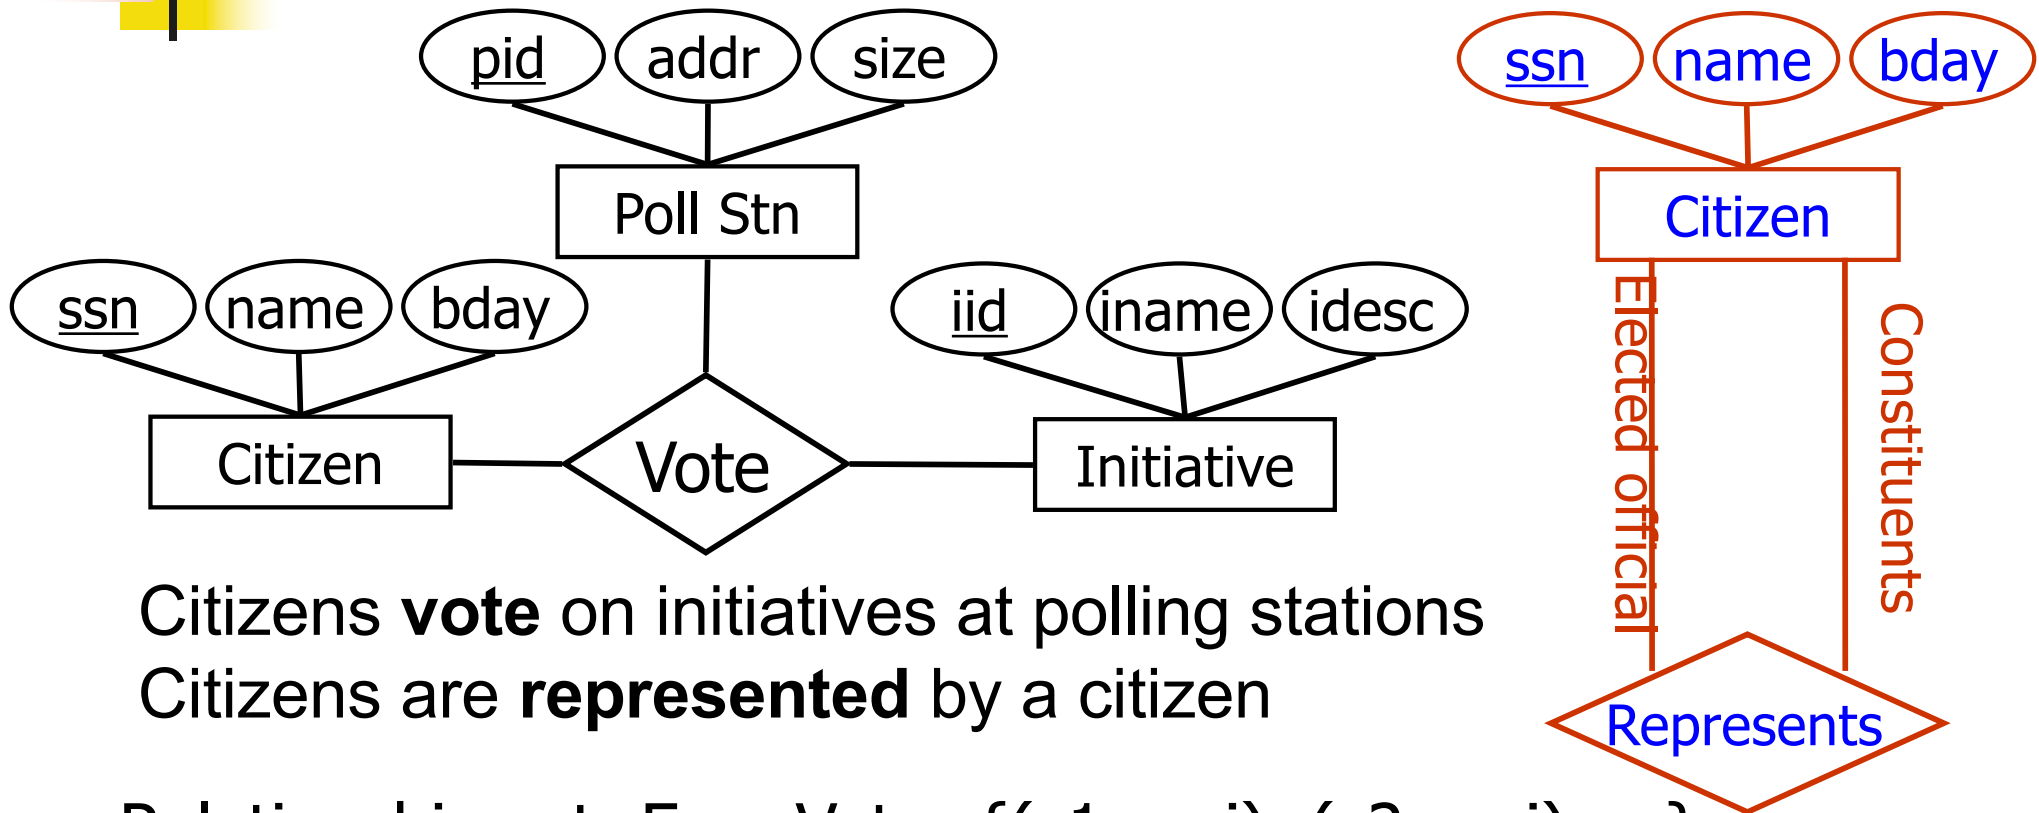 pid addr size
Poll Stn
ssn name bday
Citizen
Vote
iid iname idesc
Initiative
ssn name bday
Citizen
Elected official
Constituents
Represents
Citizens vote on initiatives at polling stations
Citizens are represented by a citizen